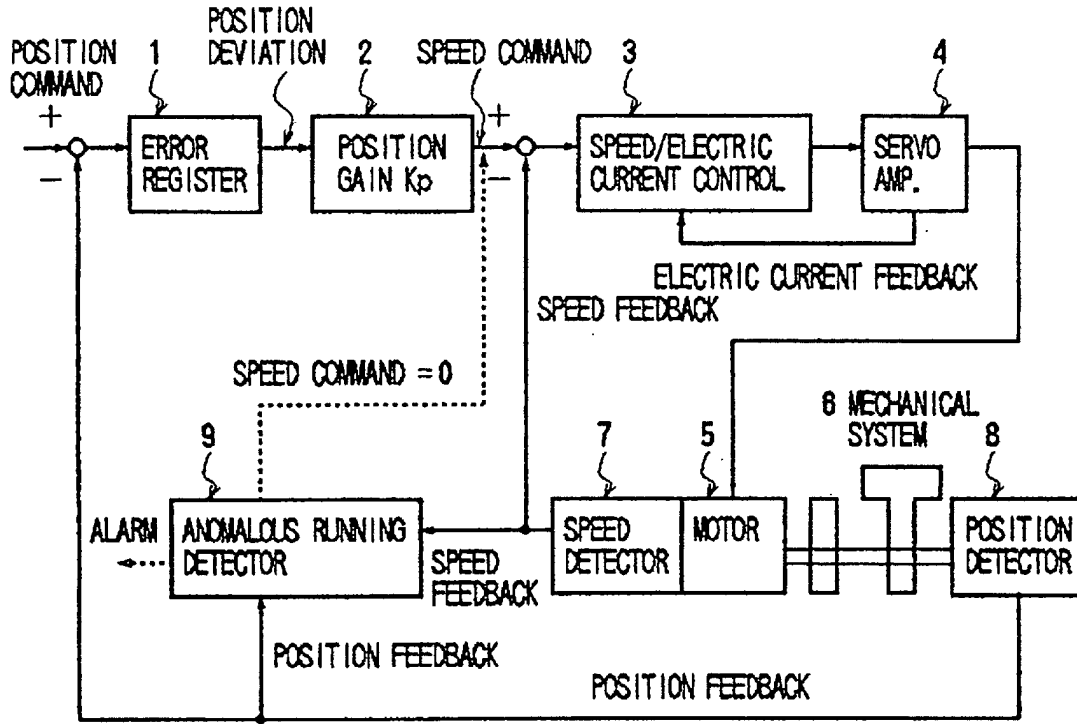 POSITION
COMMAND
1
POSITION
DEVIATION
2
SPEED COMMAND
3
4
+
−
ERROR
REGISTER
POSITION
GAIN Kp
+
−
SPEED/ELECTRIC
CURRENT CONTROL
SERVO
AMP.
ELECTRIC CURRENT FEEDBACK
SPEED FEEDBACK
SPEED COMMAND = 0
9
7
5
6 MECHANICAL
SYSTEM
8
ALARM
ANOMALOUS RUNNING
DETECTOR
SPEED
FEEDBACK
SPEED
DETECTOR
MOTOR
POSITION
DETECTOR
POSITION FEEDBACK
POSITION FEEDBACK